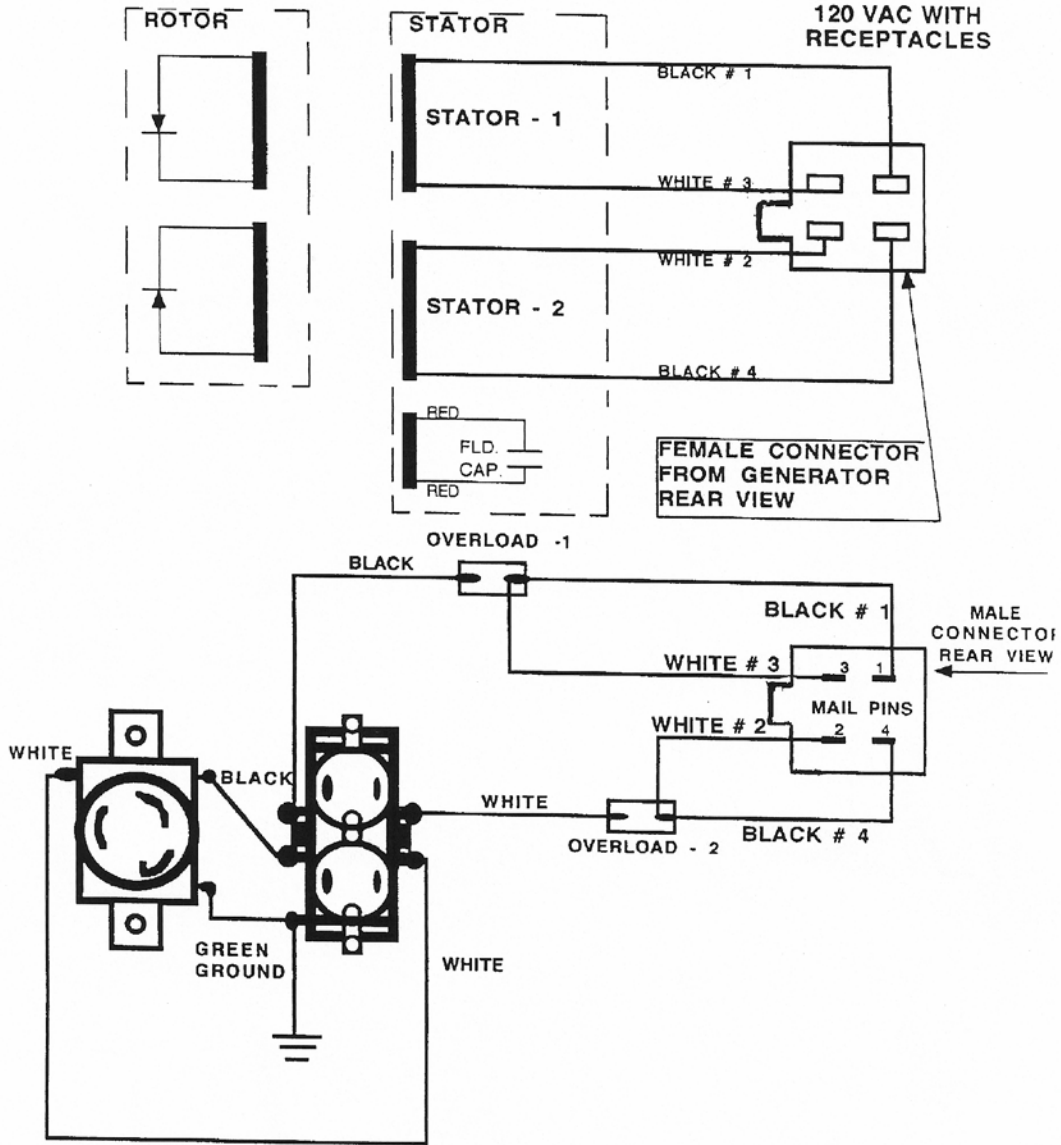 ROTOR
STATOR
120 VAC WITH
RECEPTACLES
BLACK # 1
STATOR - 1
WHITE # 3
WHITE # 2
STATOR - 2
BLACK # 4
RED
FLD.
CAP.
RED
FEMALE CONNECTOR
FROM GENERATOR
REAR VIEW
OVERLOAD -1
BLACK
BLACK # 1
MALE
CONNECTOR
REAR VIEW
WHITE # 3
3 1
MAIL PINS
WHITE # 2
2 4
WHITE
BLACK
WHITE
BLACK # 4
OVERLOAD - 2
GREEN
GROUND
WHITE